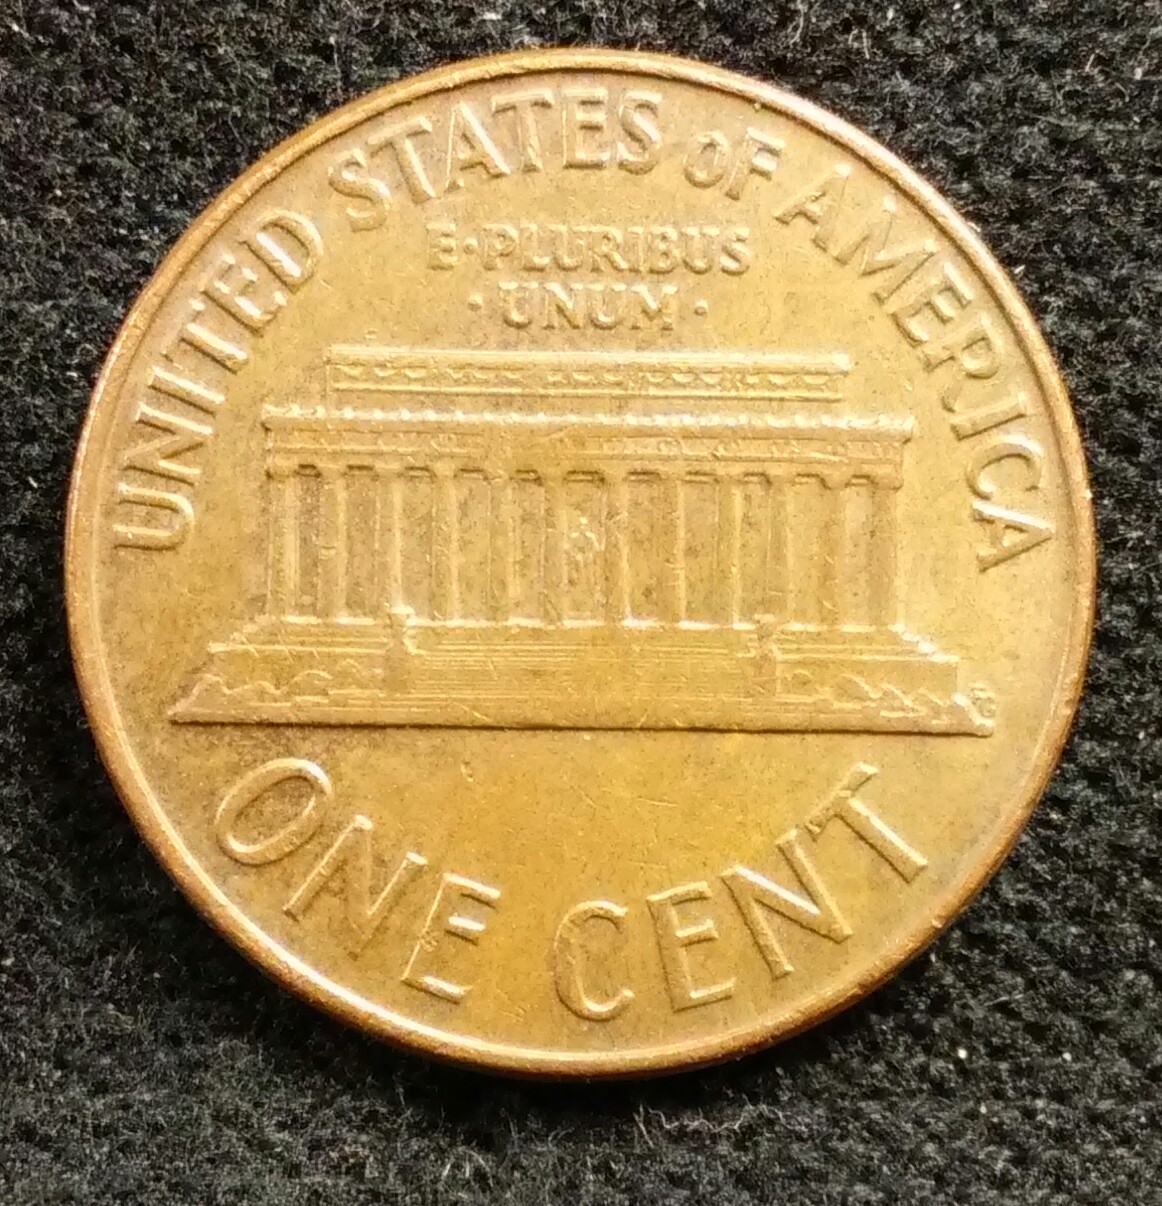 UNITED STATES OF AMERICA
E·PLURIBUS
·UNUM·
ONE CENT